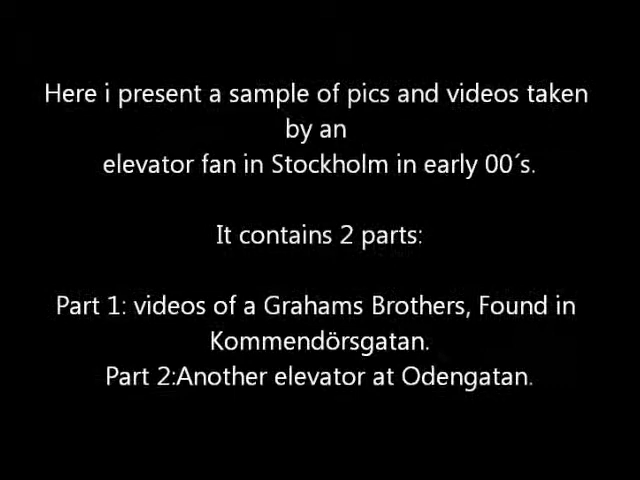 Here i present a sample of pics and videos taken
by an
elevator fan in Stockholm in early 00´s.
It contains 2 parts:
Part 1: videos of a Grahams Brothers, Found in
Kommendörsgatan.
Part 2:Another elevator at Odengatan.